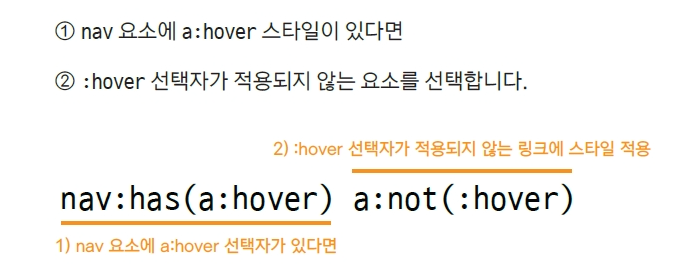 ① nav 요소에 a:hover 스타일이 있다면
② :hover 선택자가 적용되지 않는 요소를 선택합니다.
2) :hover 선택자가 적용되지 않는 링크에 스타일 적용
nav:has(a:hover) a:not(:hover)
1) nav 요소에 a:hover 선택자가 있다면